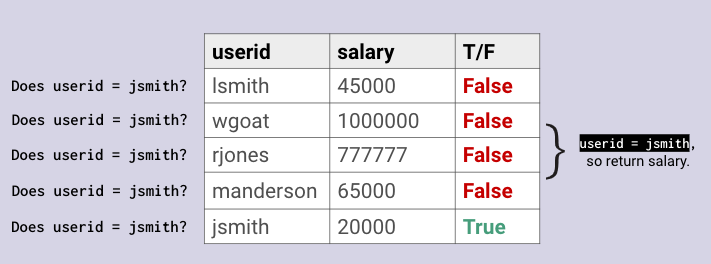 userid salary T/F
Does userid = jsmith? lsmith 45000 False
Does userid = jsmith? wgoat 1000000 False
Does userid = jsmith? rjones 777777 False
Does userid = jsmith? manderson 65000 False
Does userid = jsmith? jsmith 20000 True
userid = jsmith,
so return salary.